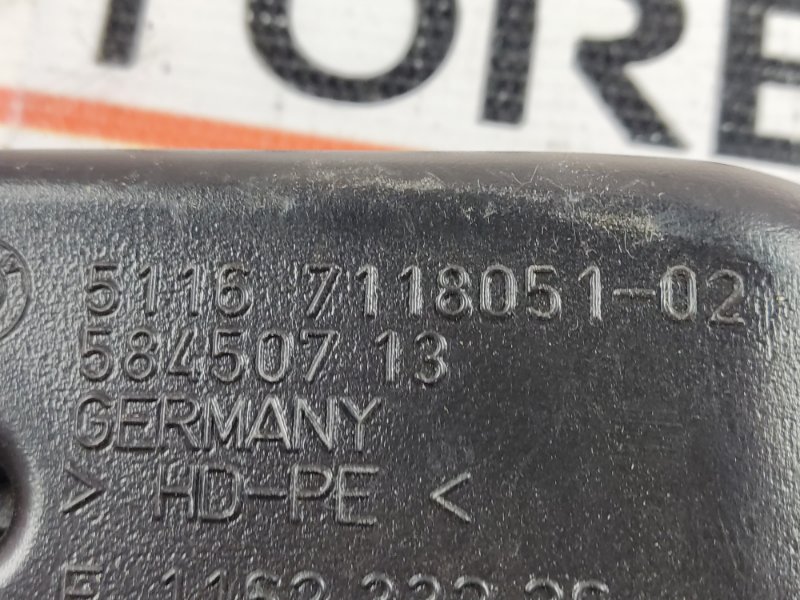 TORE
5116 7118051-02
584507 13
GERMANY
> HD-PE <